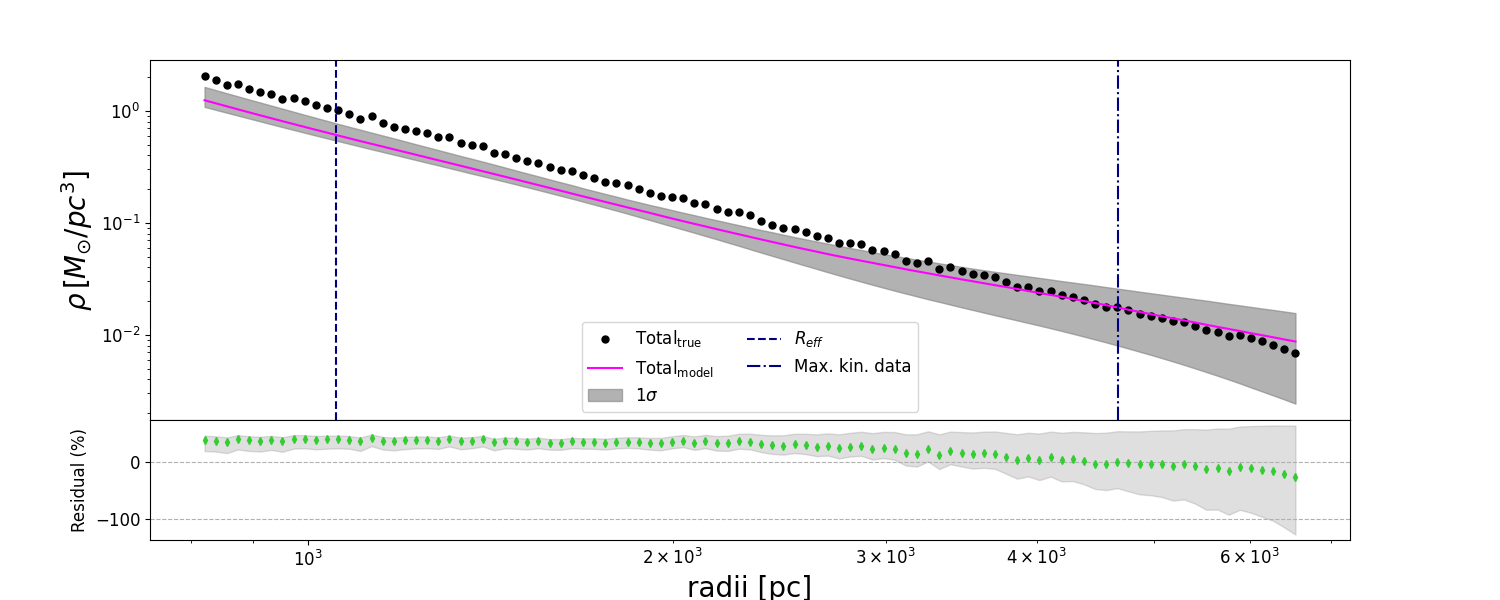 10⁰
10⁻¹
10⁻²
ρ [M⊙/pc³]
Total_true
Total_model
1σ
R_eff
Max. kin. data
0
−100
Residual (%)
10³
2 × 10³
3 × 10³
4 × 10³
6 × 10³
radii [pc]